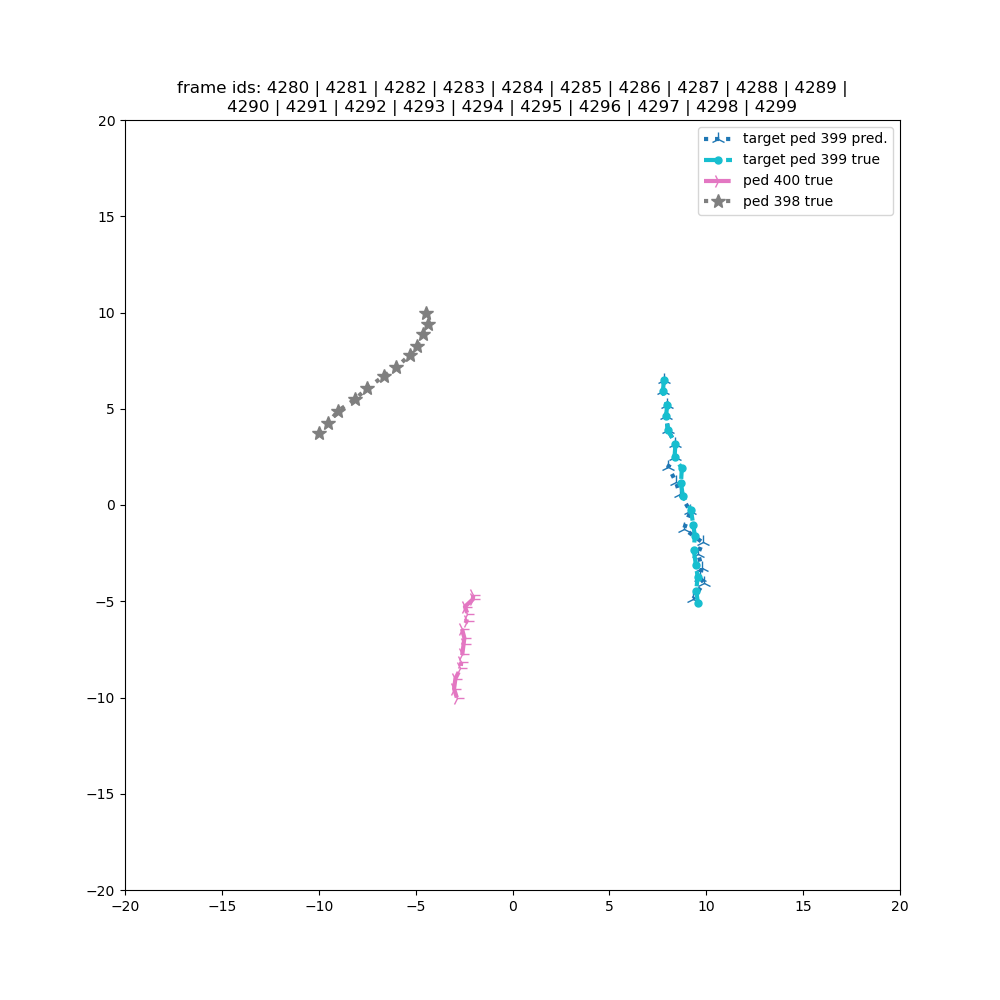 frame ids: 4280 | 4281 | 4282 | 4283 | 4284 | 4285 | 4286 | 4287 | 4288 | 4289 |
4290 | 4291 | 4292 | 4293 | 4294 | 4295 | 4296 | 4297 | 4298 | 4299
target ped 399 pred.
target ped 399 true
ped 400 true
ped 398 true
20
15
10
5
0
−5
−10
−15
−20
−20 −15 −10 −5 0 5 10 15 20